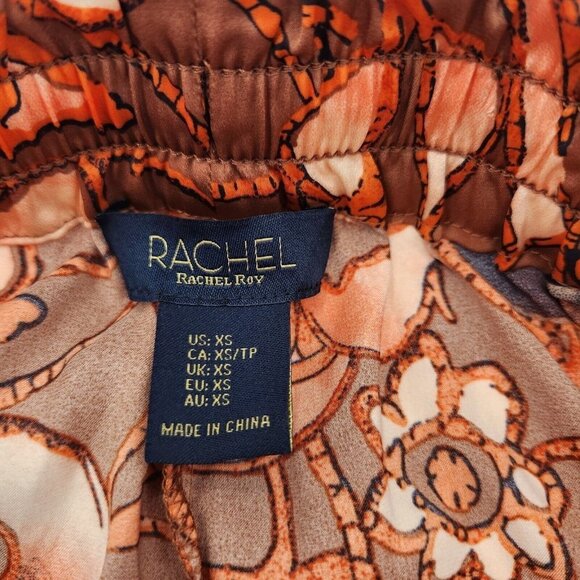 RACHEL
RACHEL ROY
US: XS
CA: XS/TP
UK: XS
EU: XS
AU: XS
MADE IN CHINA